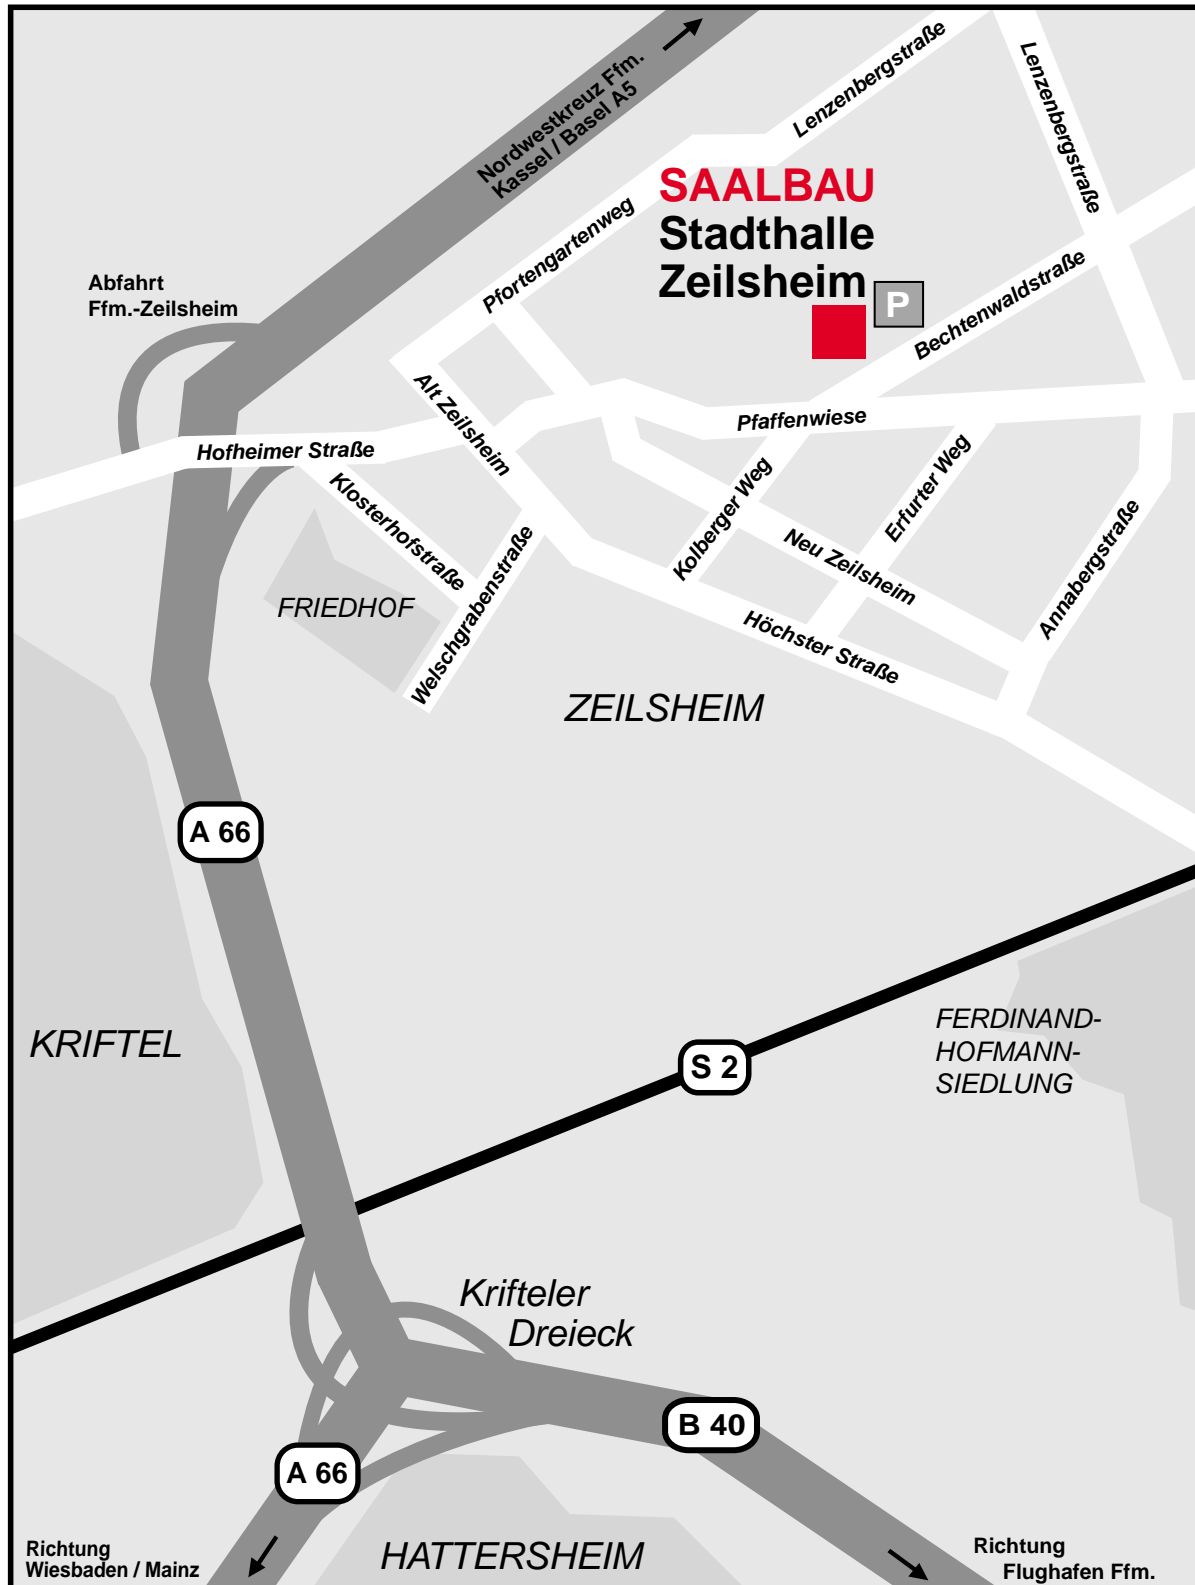 Nordwestkreuz Ffm.
Kassel / Basel A5
Lenzenbergstraße
Lenzenbergstraße
SAALBAU
Stadthalle
Zeilsheim
P
Pfortengartenweg
Abfahrt
Ffm.-Zeilsheim
Bechtenwaldstraße
Alt Zeilsheim
Pfaffenwiese
Hofheimer Straße
Klosterhofstraße
Kolberger Weg
Erfurter Weg
Neu Zeilsheim
Annabergstraße
FRIEDHOF
Welschgrabenstraße
Höchster Straße
ZEILSHEIM
A 66
KRIFTEL
S 2
FERDINAND-
HOFMANN-
SIEDLUNG
Krifteler
Dreieck
B 40
A 66
Richtung
Wiesbaden / Mainz
HATTERSHEIM
Richtung
Flughafen Ffm.